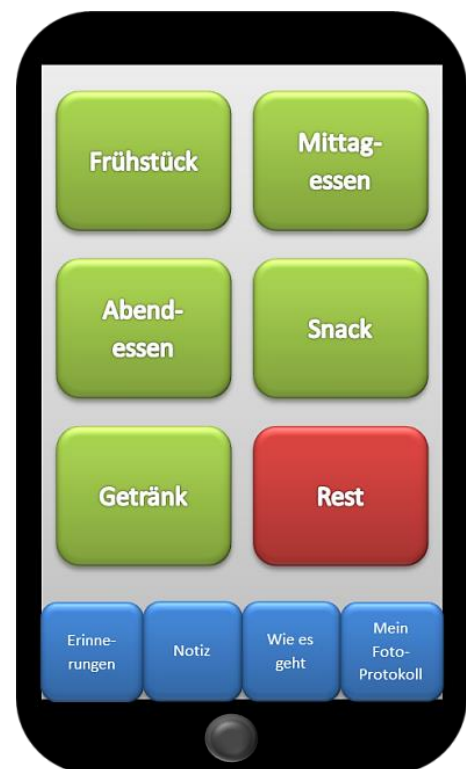 Frühstück
Mittag-
essen
Abend-
essen
Snack
Getränk
Rest
Erinne-
rungen
Notiz
Wie es
geht
Mein
Foto-
Protokoll